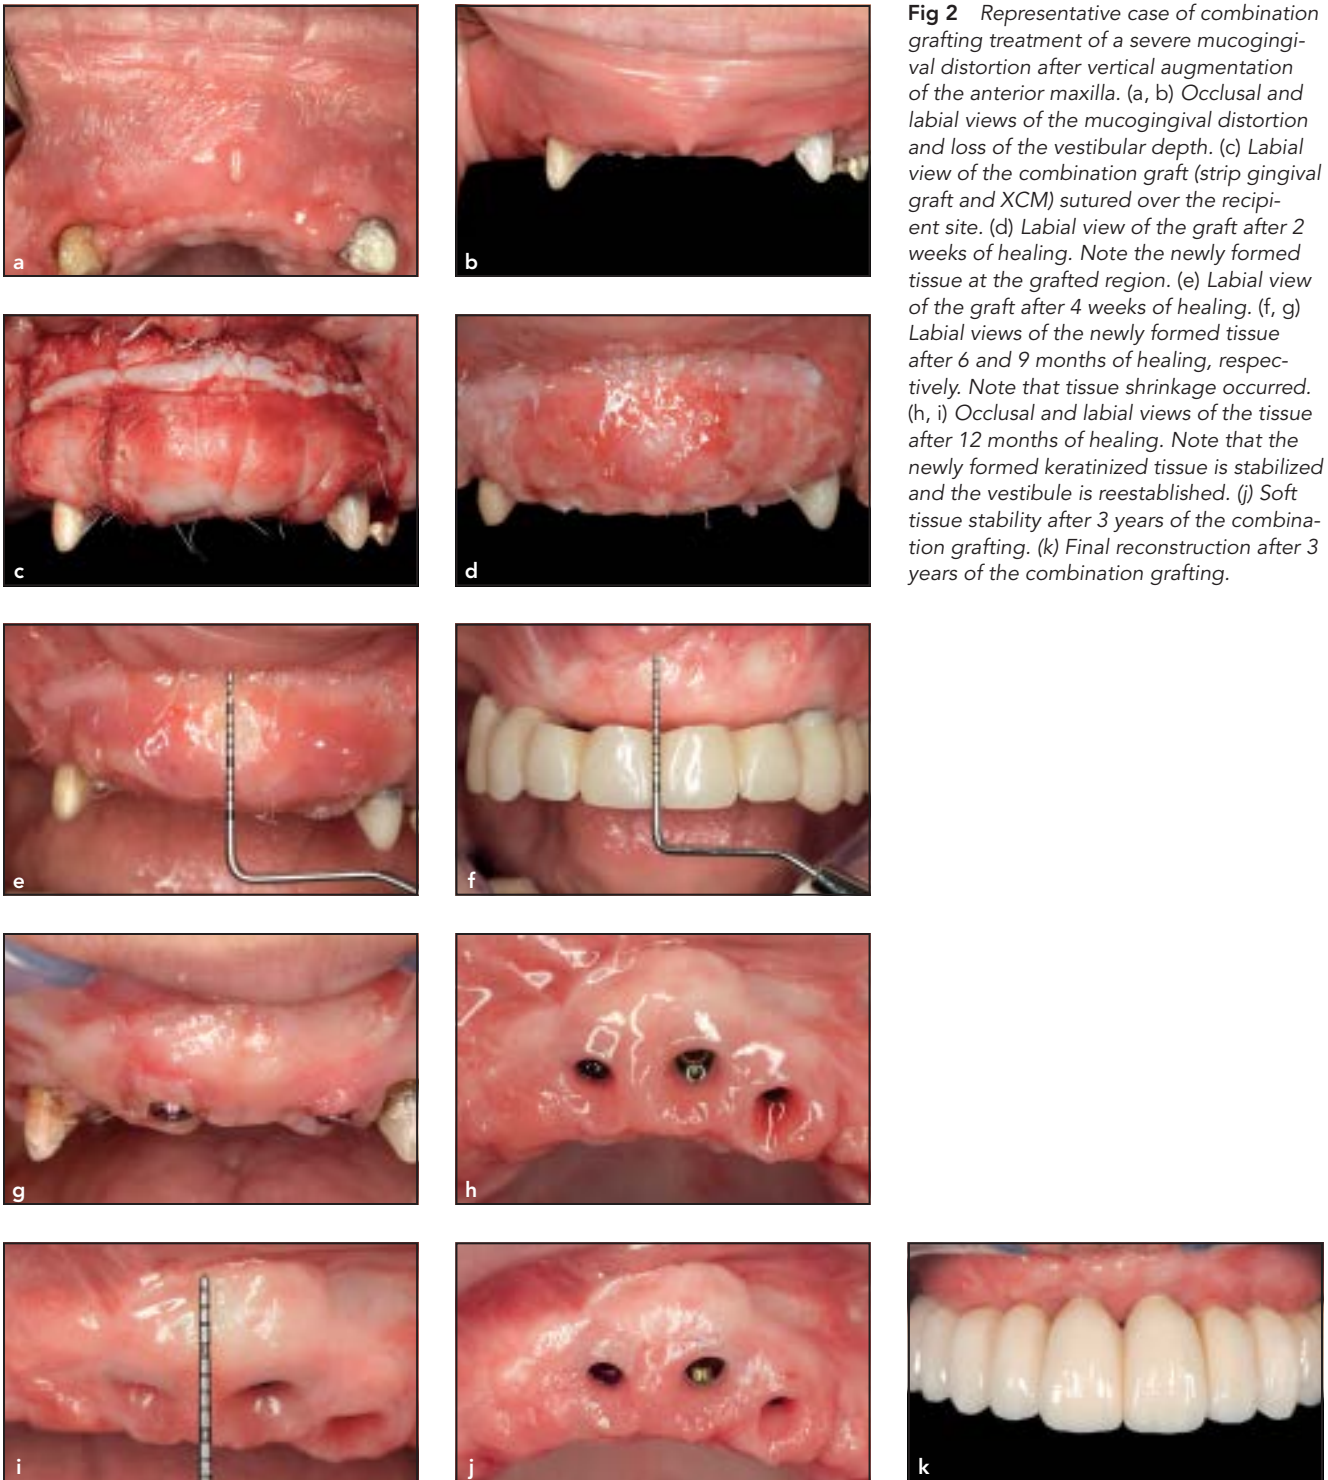 Fig 2 Representative case of combination
grafting treatment of a severe mucogingi-
val distortion after vertical augmentation
of the anterior maxilla. (a, b) Occlusal and
labial views of the mucogingival distortion
and loss of the vestibular depth. (c) Labial
view of the combination graft (strip gingival
graft and XCM) sutured over the recipi-
ent site. (d) Labial view of the graft after 2
weeks of healing. Note the newly formed
tissue at the grafted region. (e) Labial view
of the graft after 4 weeks of healing. (f, g)
Labial views of the newly formed tissue
after 6 and 9 months of healing, respec-
tively. Note that tissue shrinkage occurred.
(h, i) Occlusal and labial views of the tissue
after 12 months of healing. Note that the
newly formed keratinized tissue is stabilized
and the vestibule is reestablished. (j) Soft
tissue stability after 3 years of the combina-
tion grafting. (k) Final reconstruction after 3
years of the combination grafting.
a
b
c
d
e
f
g
h
i
j
k